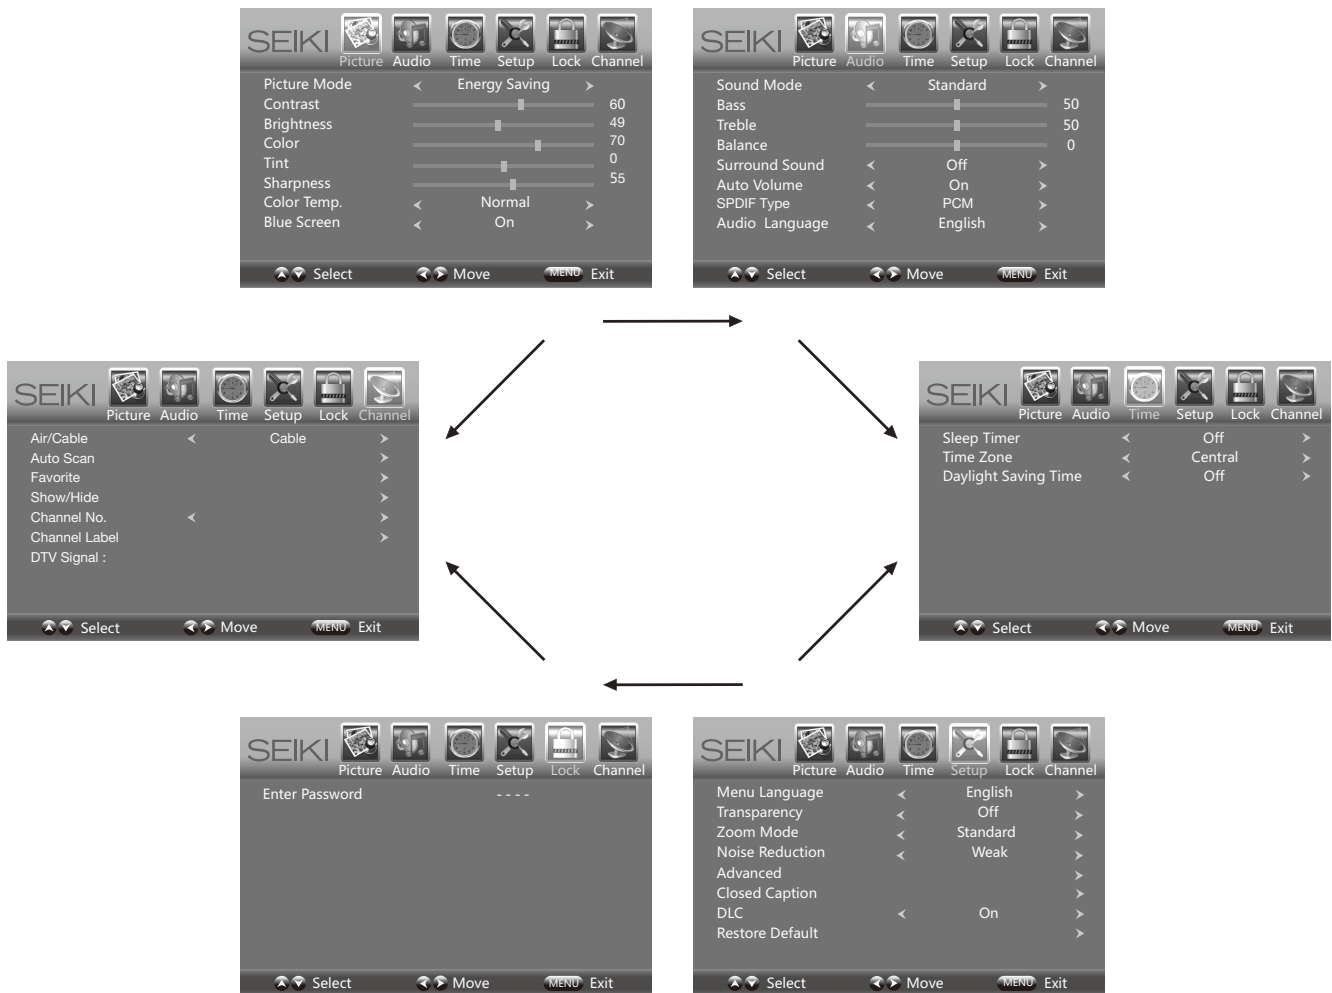 SEIKI
Picture Audio Time Setup Lock Channel
Picture Mode Energy Saving
Contrast 60
Brightness 49
Color 70
Tint 0
Sharpness 55
Color Temp. Normal
Blue Screen On
Select Move MENU Exit
SEIKI
Picture Audio Time Setup Lock Channel
Sound Mode Standard
Bass 50
Treble 50
Balance 0
Surround Sound Off
Auto Volume On
SPDIF Type PCM
Audio Language English
Select Move MENU Exit
SEIKI
Picture Audio Time Setup Lock Channel
Air/Cable Cable
Auto Scan
Favorite
Show/Hide
Channel No.
Channel Label
DTV Signal :
Select Move MENU Exit
SEIKI
Picture Audio Time Setup Lock Channel
Sleep Timer Off
Time Zone Central
Daylight Saving Time Off
Select Move MENU Exit
SEIKI
Picture Audio Time Setup Lock Channel
Enter Password - - - -
Select Move MENU Exit
SEIKI
Picture Audio Time Setup Lock Channel
Menu Language English
Transparency Off
Zoom Mode Standard
Noise Reduction Weak
Advanced
Closed Caption
DLC On
Restore Default
Select Move MENU Exit